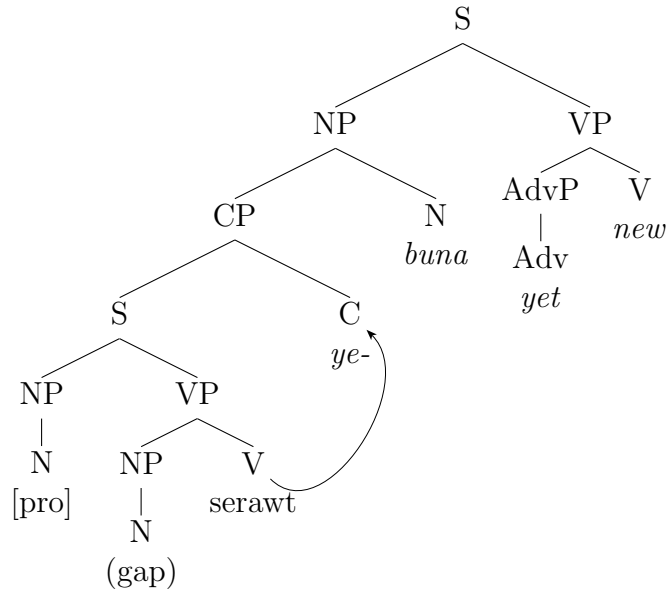 S
NP VP
CP N AdvP V
buna Adv new
yet
S C
ye-
NP VP
N NP V
[pro] N serawt
(gap)